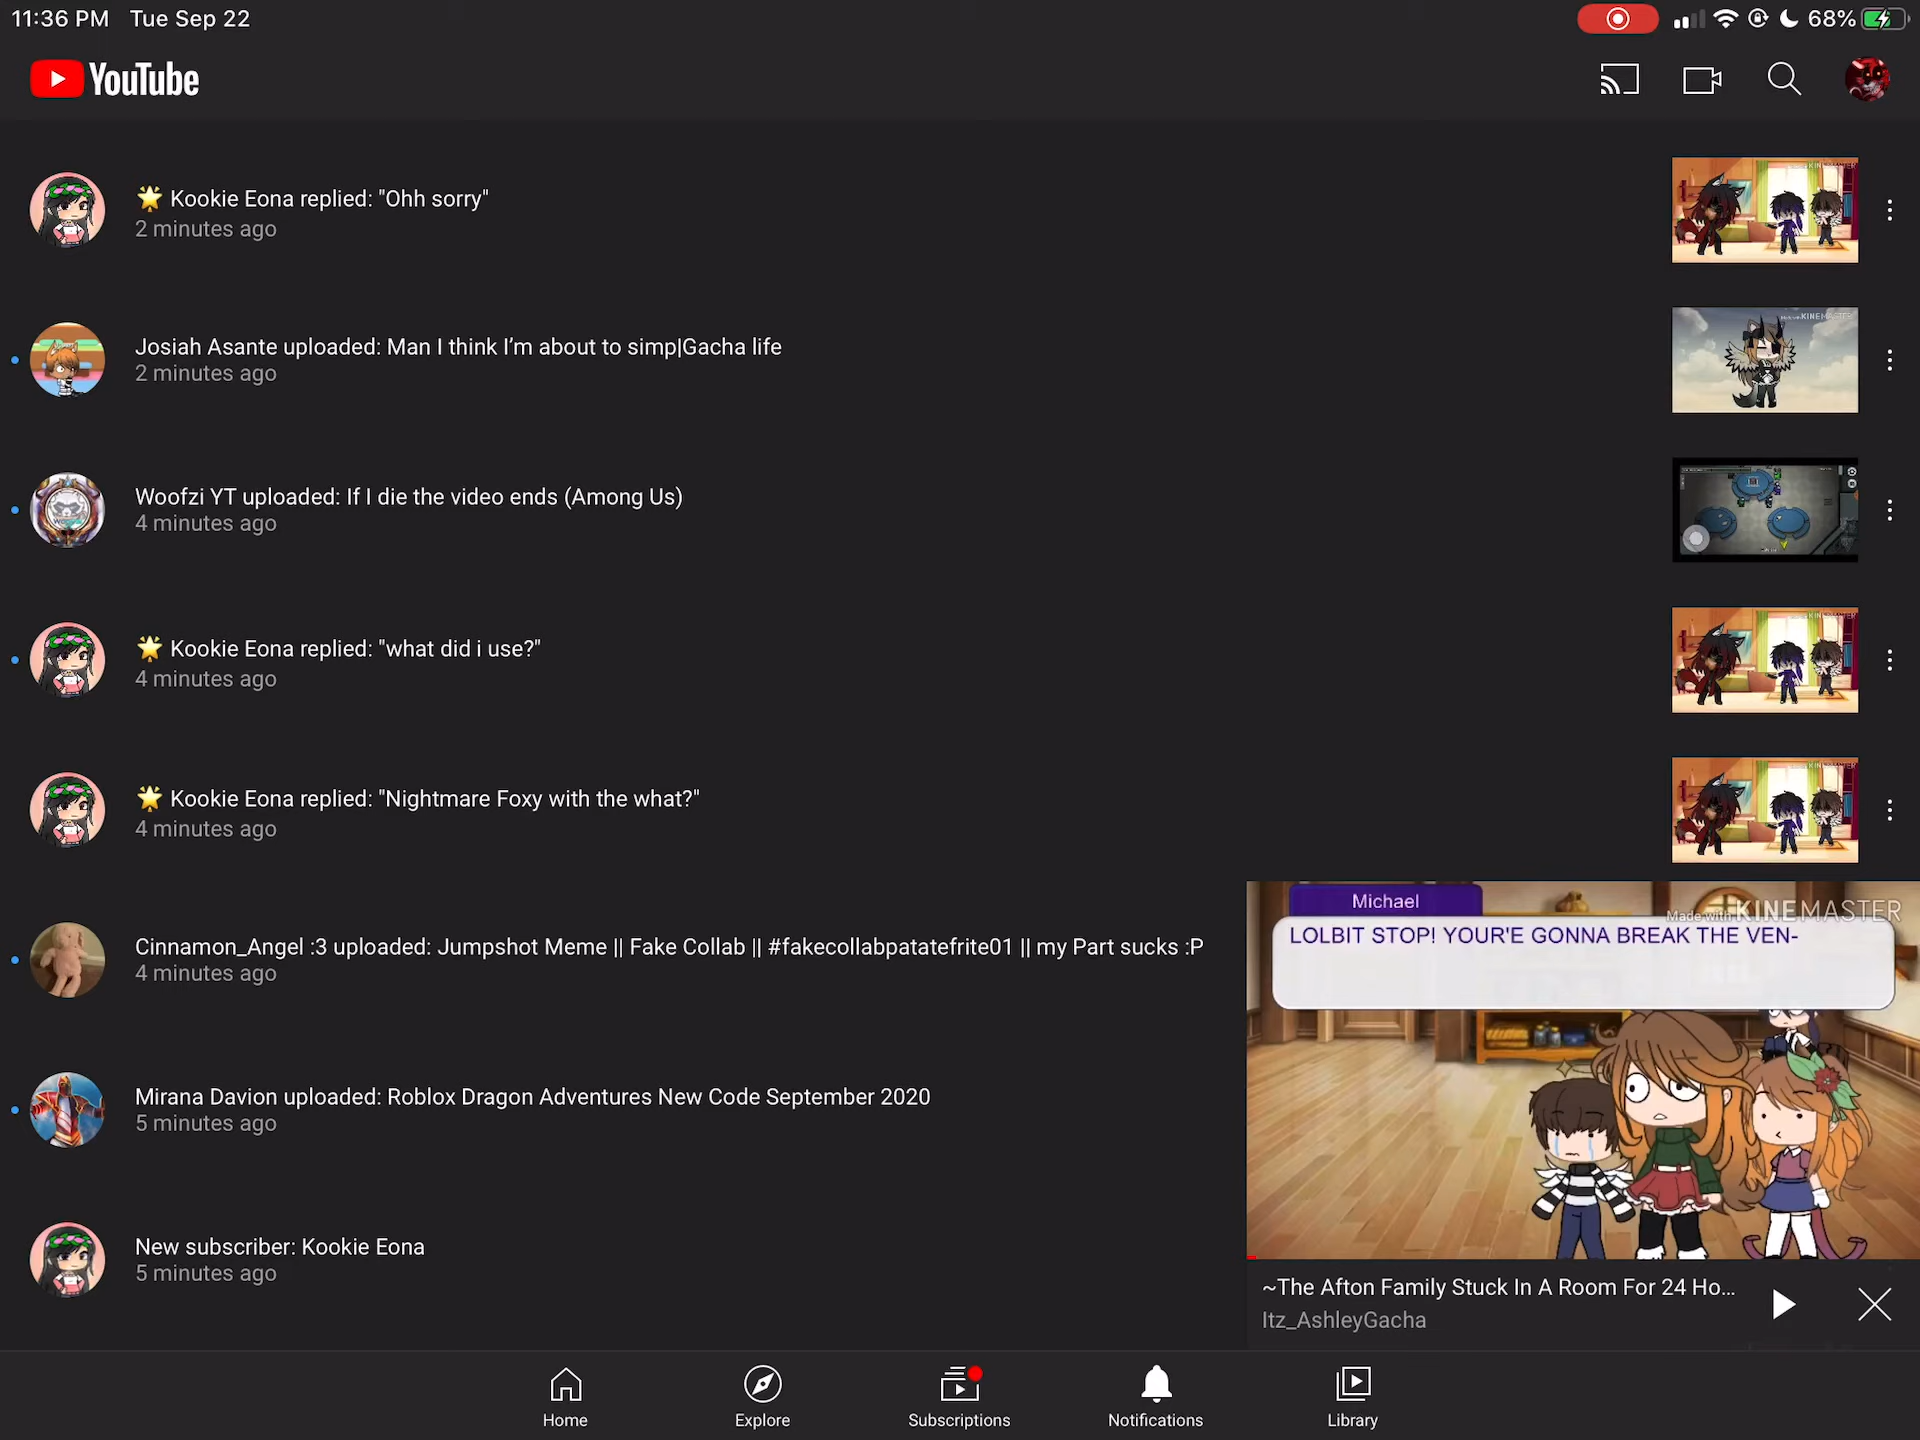 11:36 PM Tue Sep 22
68%
YouTube
🌟 Kookie Eona replied: "Ohh sorry"
2 minutes ago
Josiah Asante uploaded: Man I think I'm about to simp|Gacha life
2 minutes ago
Woofzi YT uploaded: If I die the video ends (Among Us)
4 minutes ago
🌟 Kookie Eona replied: "what did i use?"
4 minutes ago
🌟 Kookie Eona replied: "Nightmare Foxy with the what?"
4 minutes ago
Cinnamon_Angel :3 uploaded: Jumpshot Meme || Fake Collab || #fakecollabpatatefrite01 || my Part sucks :P
4 minutes ago
Mirana Davion uploaded: Roblox Dragon Adventures New Code September 2020
5 minutes ago
New subscriber: Kookie Eona
5 minutes ago
Michael
Made with KINEMASTER
LOLBIT STOP! YOUR'E GONNA BREAK THE VEN-
~The Afton Family Stuck In A Room For 24 Ho...
Itz_AshleyGacha
Home
Explore
Subscriptions
Notifications
Library